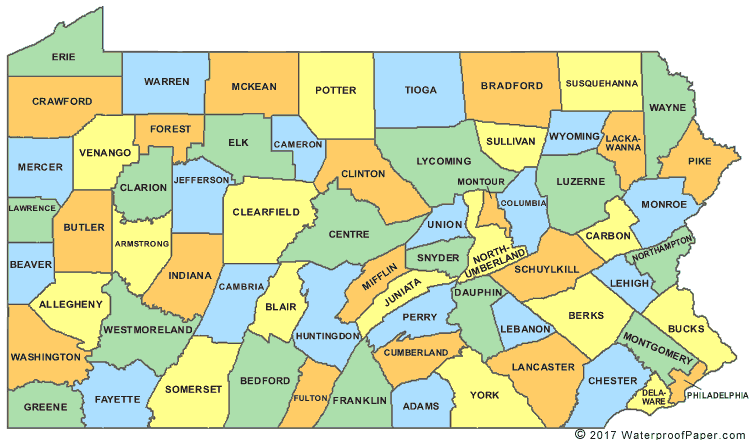 ERIE
WARREN
MCKEAN
POTTER
TIOGA
BRADFORD
SUSQUEHANNA
WAYNE
CRAWFORD
FOREST
ELK
CAMERON
SULLIVAN
WYOMING
LACKA-
WANNA
PIKE
MERCER
VENANGO
CLARION
JEFFERSON
CLINTON
LYCOMING
MONTOUR
COLUMBIA
LUZERNE
MONROE
LAWRENCE
BUTLER
ARMSTRONG
CLEARFIELD
CENTRE
UNION
SNYDER
NORTH-
UMBERLAND
CARBON
NORTHAMPTON
BEAVER
ALLEGHENY
INDIANA
CAMBRIA
BLAIR
HUNTINGDON
MIFFLIN
JUNIATA
PERRY
DAUPHIN
SCHUYLKILL
LEHIGH
LEBANON
BERKS
BUCKS
MONTGOMERY
WASHINGTON
WESTMORELAND
GREENE
FAYETTE
SOMERSET
BEDFORD
FULTON
FRANKLIN
CUMBERLAND
ADAMS
YORK
LANCASTER
CHESTER
DELA-
WARE
PHILADELPHIA
© 2017 WaterproofPaper.com